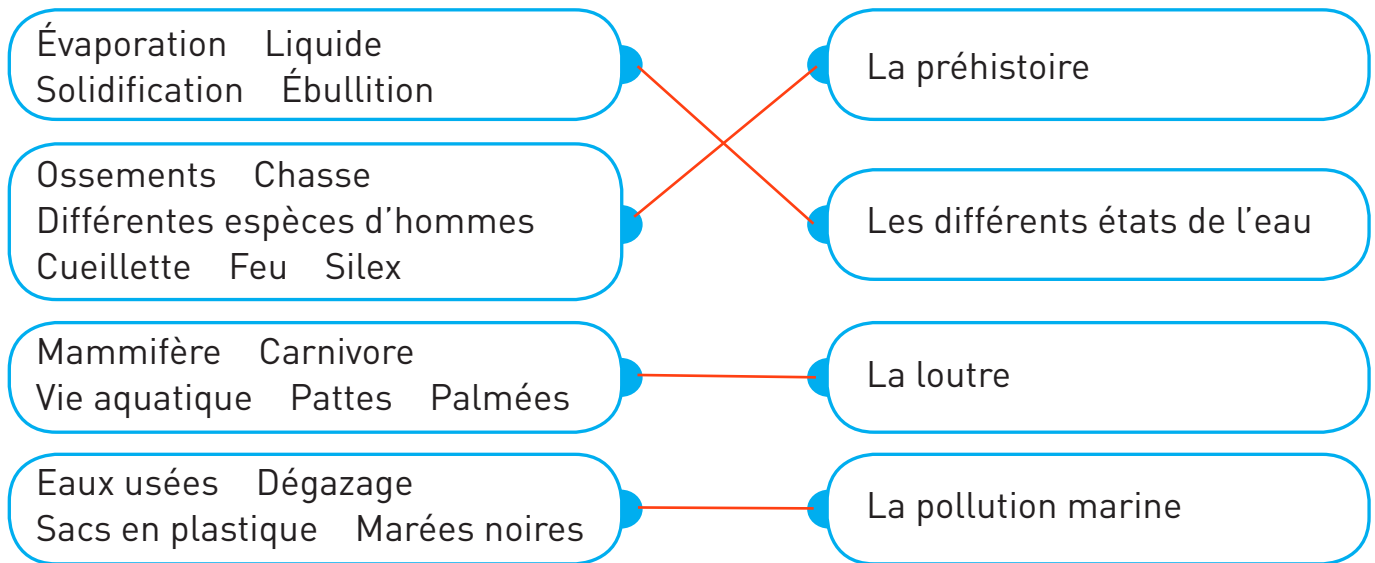 Évaporation Liquide
Solidification Ébullition
La préhistoire
Ossements Chasse
Différentes espèces d’hommes
Cueillette Feu Silex
Les différents états de l’eau
Mammifère Carnivore
Vie aquatique Pattes Palmées
La loutre
Eaux usées Dégazage
Sacs en plastique Marées noires
La pollution marine